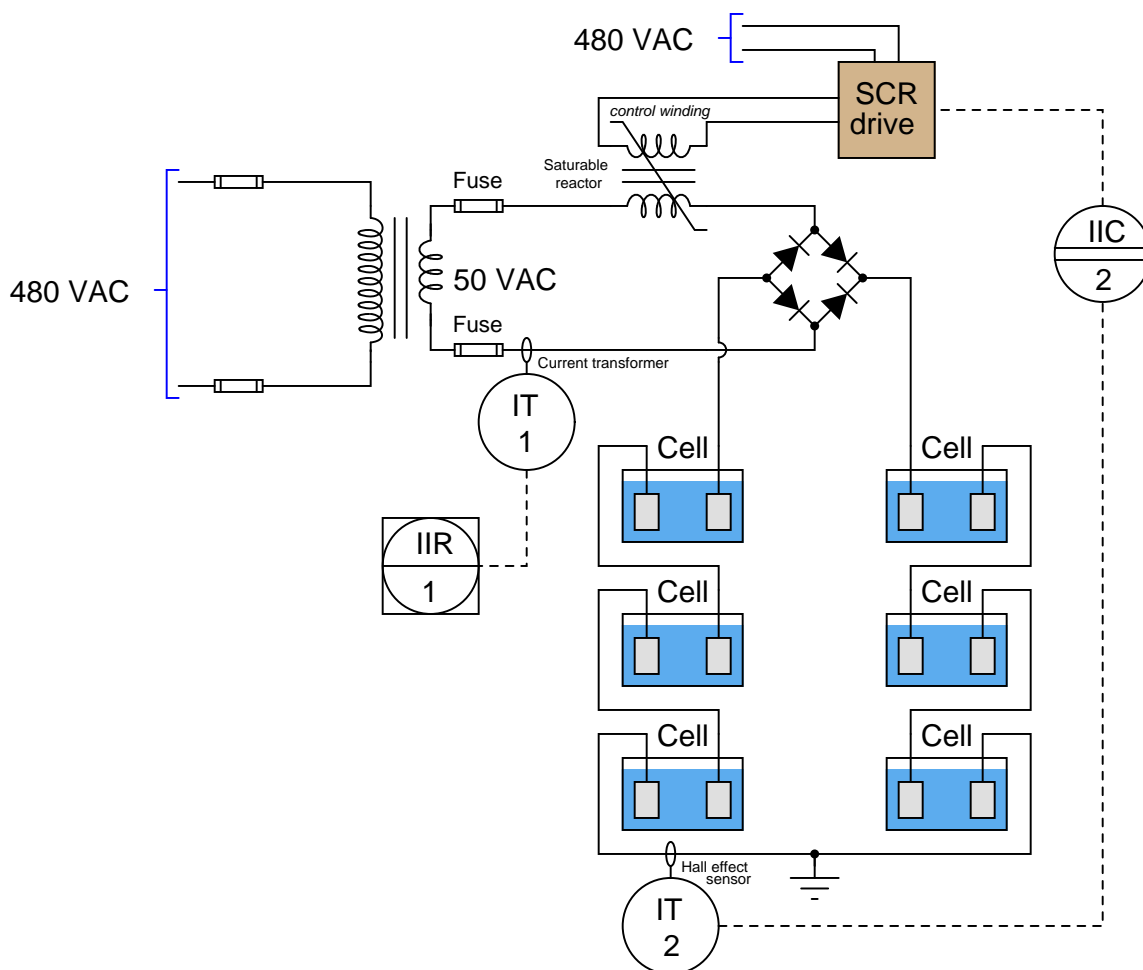 480 VAC
SCR
drive
control winding
Saturable
reactor
Fuse
480 VAC
50 VAC
Fuse
Current transformer
IIC
2
IT
1
IIR
1
Cell
Cell
Cell
Cell
Cell
Cell
Hall effect
sensor
IT
2